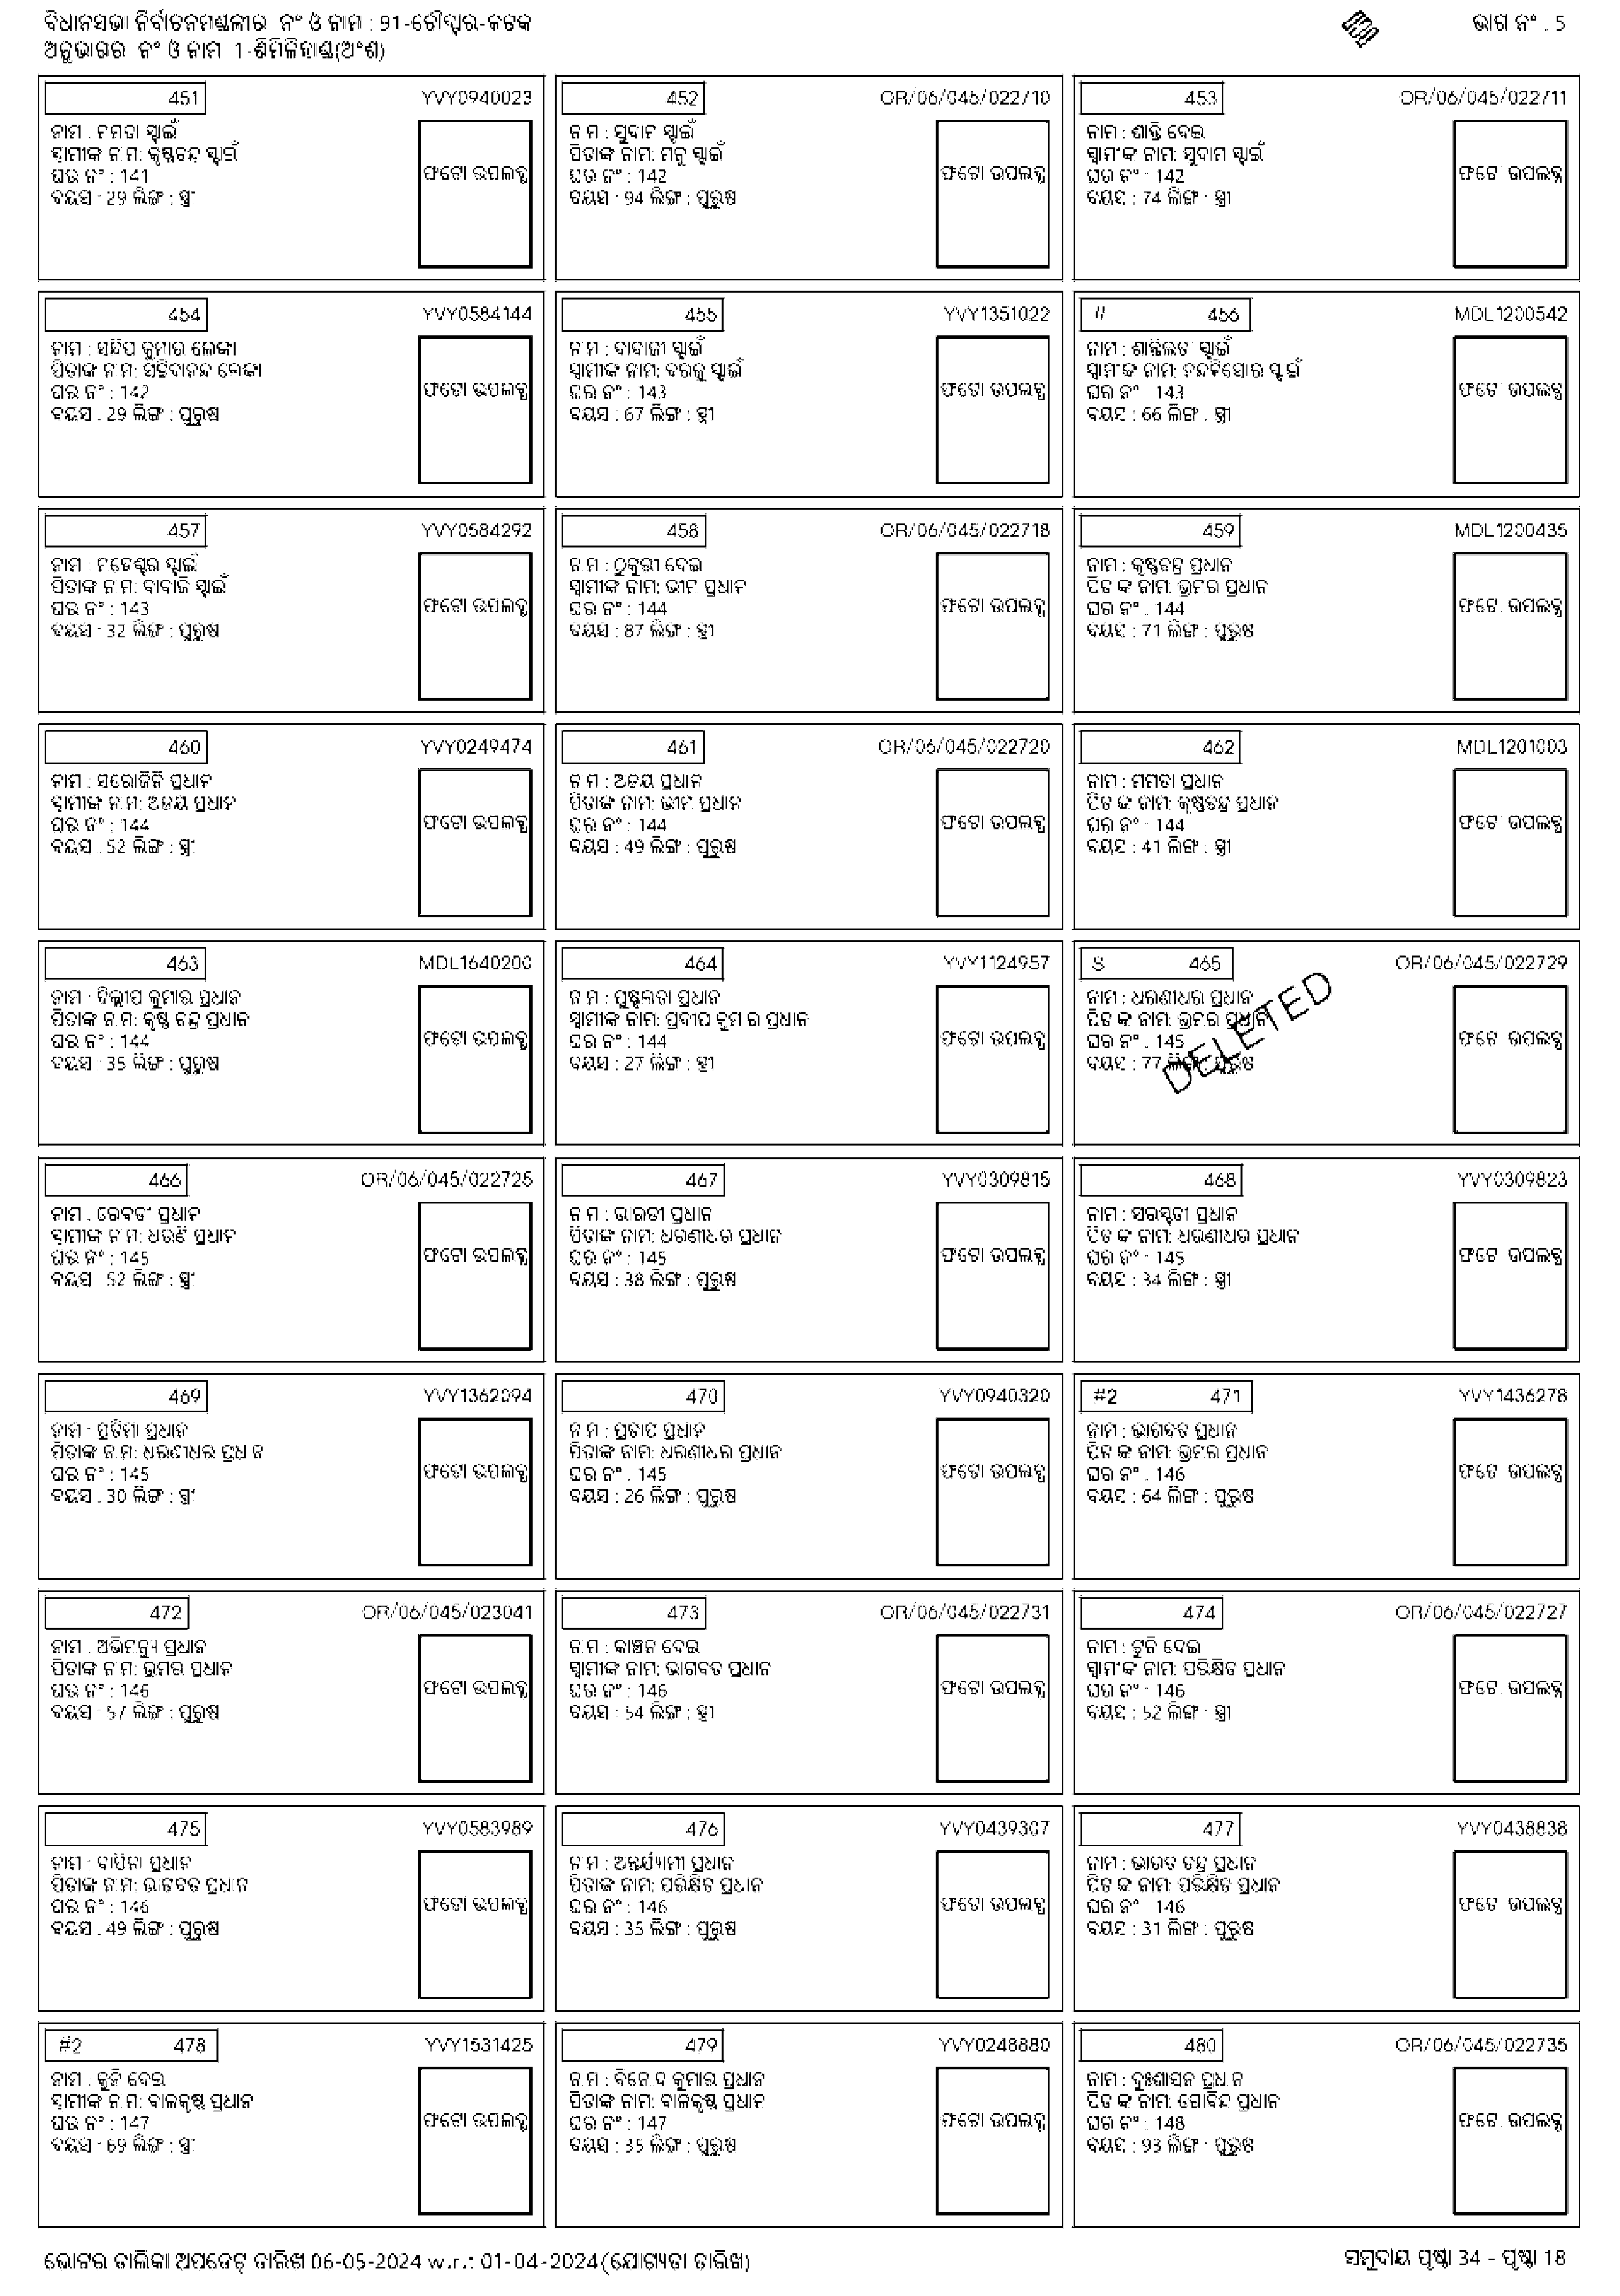 ବିଧାନସଭା ନିର୍ବାଚନମଣ୍ଡଳୀର ନଂ ଓ ନାମ : 91-ଚୌଦ୍ୱାର-କଟକ
ଭାଗ ନଂ . 5
ଅନୁଭାଗର ନଂ ଓ ନାମ 1-ଶିମିଳିହାଣ୍ଡା(ଅଂଶ)
451 YVY0940023
ନାମ : ମମତା ସ୍ବାଇଁ
ସ୍ୱାମୀଙ୍କ ନାମ: କୃଷ୍ଣଚନ୍ଦ୍ର ସ୍ବାଇଁ
ଘର ନଂ : 141
ବୟସ : 29 ଲିଙ୍ଗ : ସ୍ତ୍ରୀ
ଫଟୋ ଉପଲବ୍ଧ
452 OR/06/045/022710
ନାମ : ସୁଦାମ ସ୍ବାଇଁ
ପିତାଙ୍କ ନାମ: ମନୁ ସ୍ବାଇଁ
ଘର ନଂ : 142
ବୟସ : 94 ଲିଙ୍ଗ : ପୁରୁଷ
ଫଟୋ ଉପଲବ୍ଧ
453 OR/06/045/022711
ନାମ : ଶାନ୍ତି ଦେଇ
ସ୍ୱାମୀଙ୍କ ନାମ: ସୁଦାମ ସ୍ବାଇଁ
ଘର ନଂ : 142
ବୟସ : 74 ଲିଙ୍ଗ : ସ୍ତ୍ରୀ
ଫଟୋ ଉପଲବ୍ଧ
454 YVY0584144
ନାମ : ସନ୍ଦିପ କୁମାର ଲେଙ୍କା
ପିତାଙ୍କ ନାମ: ସଚ୍ଚିଦାନନ୍ଦ ଲେଙ୍କା
ଘର ନଂ : 142
ବୟସ : 29 ଲିଙ୍ଗ : ପୁରୁଷ
ଫଟୋ ଉପଲବ୍ଧ
455 YVY1351022
ନାମ : ବାବାଜୀ ସ୍ବାଇଁ
ସ୍ୱାମୀଙ୍କ ନାମ: ବରଜୁ ସ୍ବାଇଁ
ଘର ନଂ : 143
ବୟସ : 67 ଲିଙ୍ଗ : ସ୍ତ୍ରୀ
ଫଟୋ ଉପଲବ୍ଧ
# 456 MDL1200542
ନାମ : ଶାନ୍ତିଲତା ସ୍ବାଇଁ
ସ୍ୱାମୀଙ୍କ ନାମ: ନନ୍ଦକିସୋର ସ୍ବାଇଁ
ଘର ନଂ : 143
ବୟସ : 66 ଲିଙ୍ଗ : ସ୍ତ୍ରୀ
ଫଟୋ ଉପଲବ୍ଧ
457 YVY0584292
ନାମ : ନଟେଶ୍ୱର ସ୍ବାଇଁ
ପିତାଙ୍କ ନାମ: ବାବାଜି ସ୍ବାଇଁ
ଘର ନଂ : 143
ବୟସ : 32 ଲିଙ୍ଗ : ପୁରୁଷ
ଫଟୋ ଉପଲବ୍ଧ
458 OR/06/045/022718
ନାମ : ଠୁକୁରୀ ଦେଇ
ସ୍ୱାମୀଙ୍କ ନାମ: ଭୀମ ପ୍ରଧାନ
ଘର ନଂ : 144
ବୟସ : 87 ଲିଙ୍ଗ : ସ୍ତ୍ରୀ
ଫଟୋ ଉପଲବ୍ଧ
459 MDL1200435
ନାମ : କୃଷ୍ଣଚନ୍ଦ୍ର ପ୍ରଧାନ
ପିତାଙ୍କ ନାମ: ଭ୍ରମର ପ୍ରଧାନ
ଘର ନଂ : 144
ବୟସ : 71 ଲିଙ୍ଗ : ପୁରୁଷ
ଫଟୋ ଉପଲବ୍ଧ
460 YVY0249474
ନାମ : ସରୋଜିନି ପ୍ରଧାନ
ସ୍ୱାମୀଙ୍କ ନାମ: ଅଜୟ ପ୍ରଧାନ
ଘର ନଂ : 144
ବୟସ : 52 ଲିଙ୍ଗ : ସ୍ତ୍ରୀ
ଫଟୋ ଉପଲବ୍ଧ
461 OR/06/045/022720
ନାମ : ଅଜୟ ପ୍ରଧାନ
ପିତାଙ୍କ ନାମ: ଭୀମ ପ୍ରଧାନ
ଘର ନଂ : 144
ବୟସ : 49 ଲିଙ୍ଗ : ପୁରୁଷ
ଫଟୋ ଉପଲବ୍ଧ
462 MDL1201003
ନାମ : ମମତା ପ୍ରଧାନ
ପିତାଙ୍କ ନାମ: କୃଷ୍ଣଚନ୍ଦ୍ର ପ୍ରଧାନ
ଘର ନଂ : 144
ବୟସ : 41 ଲିଙ୍ଗ : ସ୍ତ୍ରୀ
ଫଟୋ ଉପଲବ୍ଧ
463 MDL1640200
ନାମ : ଦିଲ୍ଲୀପ କୁମାର ପ୍ରଧାନ
ପିତାଙ୍କ ନାମ: କୃଷ୍ଣ ଚନ୍ଦ୍ର ପ୍ରଧାନ
ଘର ନଂ : 144
ବୟସ : 35 ଲିଙ୍ଗ : ପୁରୁଷ
ଫଟୋ ଉପଲବ୍ଧ
464 YVY1124957
ନାମ : ପୁଷ୍ପଲତା ପ୍ରଧାନ
ସ୍ୱାମୀଙ୍କ ନାମ: ପ୍ରଦୀପ କୁମାର ପ୍ରଧାନ
ଘର ନଂ : 144
ବୟସ : 27 ଲିଙ୍ଗ : ସ୍ତ୍ରୀ
ଫଟୋ ଉପଲବ୍ଧ
S 465 OR/06/045/022729
ନାମ : ଧରଣୀଧର ପ୍ରଧାନ
ପିତାଙ୍କ ନାମ: ଭ୍ରମର ପ୍ରଧାନ
ଘର ନଂ : 145
ବୟସ : 77 ଲିଙ୍ଗ : ପୁରୁଷ
ଫଟୋ ଉପଲବ୍ଧ
DELETED
466 OR/06/045/022725
ନାମ : ରେବତୀ ପ୍ରଧାନ
ସ୍ୱାମୀଙ୍କ ନାମ: ଧରଣି ପ୍ରଧାନ
ଘର ନଂ : 145
ବୟସ : 52 ଲିଙ୍ଗ : ସ୍ତ୍ରୀ
ଫଟୋ ଉପଲବ୍ଧ
467 YVY0309815
ନାମ : ଭାରତୀ ପ୍ରଧାନ
ପିତାଙ୍କ ନାମ: ଧରଣୀଧର ପ୍ରଧାନ
ଘର ନଂ : 145
ବୟସ : 38 ଲିଙ୍ଗ : ପୁରୁଷ
ଫଟୋ ଉପଲବ୍ଧ
468 YVY0309823
ନାମ : ସରସ୍ୱତୀ ପ୍ରଧାନ
ପିତାଙ୍କ ନାମ: ଧରଣୀଧର ପ୍ରଧାନ
ଘର ନଂ : 145
ବୟସ : 34 ଲିଙ୍ଗ : ସ୍ତ୍ରୀ
ଫଟୋ ଉପଲବ୍ଧ
469 YVY1362094
ନାମ : ପ୍ରତିମା ପ୍ରଧାନ
ପିତାଙ୍କ ନାମ: ଧରଣୀଧର ପ୍ରଧାନ
ଘର ନଂ : 145
ବୟସ : 30 ଲିଙ୍ଗ : ସ୍ତ୍ରୀ
ଫଟୋ ଉପଲବ୍ଧ
470 YVY0940320
ନାମ : ପ୍ରତାପ ପ୍ରଧାନ
ପିତାଙ୍କ ନାମ: ଧରଣୀଧର ପ୍ରଧାନ
ଘର ନଂ : 145
ବୟସ : 26 ଲିଙ୍ଗ : ପୁରୁଷ
ଫଟୋ ଉପଲବ୍ଧ
#2 471 YVY1436278
ନାମ : ଭାଗବତ ପ୍ରଧାନ
ପିତାଙ୍କ ନାମ: ଭ୍ରମର ପ୍ରଧାନ
ଘର ନଂ : 146
ବୟସ : 64 ଲିଙ୍ଗ : ପୁରୁଷ
ଫଟୋ ଉପଲବ୍ଧ
472 OR/06/045/023041
ନାମ : ଅଭିମନ୍ୟୁ ପ୍ରଧାନ
ପିତାଙ୍କ ନାମ: ଭ୍ରମର ପ୍ରଧାନ
ଘର ନଂ : 146
ବୟସ : 57 ଲିଙ୍ଗ : ପୁରୁଷ
ଫଟୋ ଉପଲବ୍ଧ
473 OR/06/045/022731
ନାମ : କାଞ୍ଚନ ଦେଇ
ସ୍ୱାମୀଙ୍କ ନାମ: ଭାଗବତ ପ୍ରଧାନ
ଘର ନଂ : 146
ବୟସ : 54 ଲିଙ୍ଗ : ସ୍ତ୍ରୀ
ଫଟୋ ଉପଲବ୍ଧ
474 OR/06/045/022727
ନାମ : ଟୁନି ଦେଇ
ସ୍ୱାମୀଙ୍କ ନାମ: ପରିକ୍ଷିତ ପ୍ରଧାନ
ଘର ନଂ : 146
ବୟସ : 52 ଲିଙ୍ଗ : ସ୍ତ୍ରୀ
ଫଟୋ ଉପଲବ୍ଧ
475 YVY0583989
ନାମ : ପ୍ରଧାନ
ପିତାଙ୍କ ନାମ: ଭାଗବତ ପ୍ରଧାନ
ଘର ନଂ : 146
ବୟସ : 49 ଲିଙ୍ଗ : ପୁରୁଷ
ଫଟୋ ଉପଲବ୍ଧ
476 YVY0439307
ନାମ : ଅନ୍ତର୍ଯ୍ୟାମୀ ପ୍ରଧାନ
ପିତାଙ୍କ ନାମ: ପରିକ୍ଷିତ ପ୍ରଧାନ
ଘର ନଂ : 146
ବୟସ : 35 ଲିଙ୍ଗ : ପୁରୁଷ
ଫଟୋ ଉପଲବ୍ଧ
477 YVY0438838
ନାମ : ଭାରତ ଚନ୍ଦ୍ର ପ୍ରଧାନ
ପିତାଙ୍କ ନାମ: ପରିକ୍ଷିତ ପ୍ରଧାନ
ଘର ନଂ : 146
ବୟସ : 31 ଲିଙ୍ଗ : ପୁରୁଷ
ଫଟୋ ଉପଲବ୍ଧ
#2 478 YVY1531425
ନାମ : କୁନି ଦେଇ
ସ୍ୱାମୀଙ୍କ ନାମ: ବାଳକୃଷ୍ଣ ପ୍ରଧାନ
ଘର ନଂ : 147
ବୟସ : 69 ଲିଙ୍ଗ : ସ୍ତ୍ରୀ
ଫଟୋ ଉପଲବ୍ଧ
479 YVY0248880
ନାମ : ବିନୋଦ କୁମାର ପ୍ରଧାନ
ପିତାଙ୍କ ନାମ: ବାଳକୃଷ୍ଣ ପ୍ରଧାନ
ଘର ନଂ : 147
ବୟସ : 35 ଲିଙ୍ଗ : ପୁରୁଷ
ଫଟୋ ଉପଲବ୍ଧ
480 OR/06/045/022735
ନାମ : ଦୁଃଶାସନ ପ୍ରଧାନ
ପିତାଙ୍କ ନାମ: ଗୋବିନ୍ଦ ପ୍ରଧାନ
ଘର ନଂ : 148
ବୟସ : 93 ଲିଙ୍ଗ : ପୁରୁଷ
ଫଟୋ ଉପଲବ୍ଧ
ଭୋଟର ତାଲିକା ଅପଡେଟ୍ ତାରିଖ 06-05-2024 w.r.: 01-04-2024(ଯୋଗ୍ୟତା ତାରିଖ)
ସମୁଦାୟ ପୃଷ୍ଠା 34 - ପୃଷ୍ଠା 18